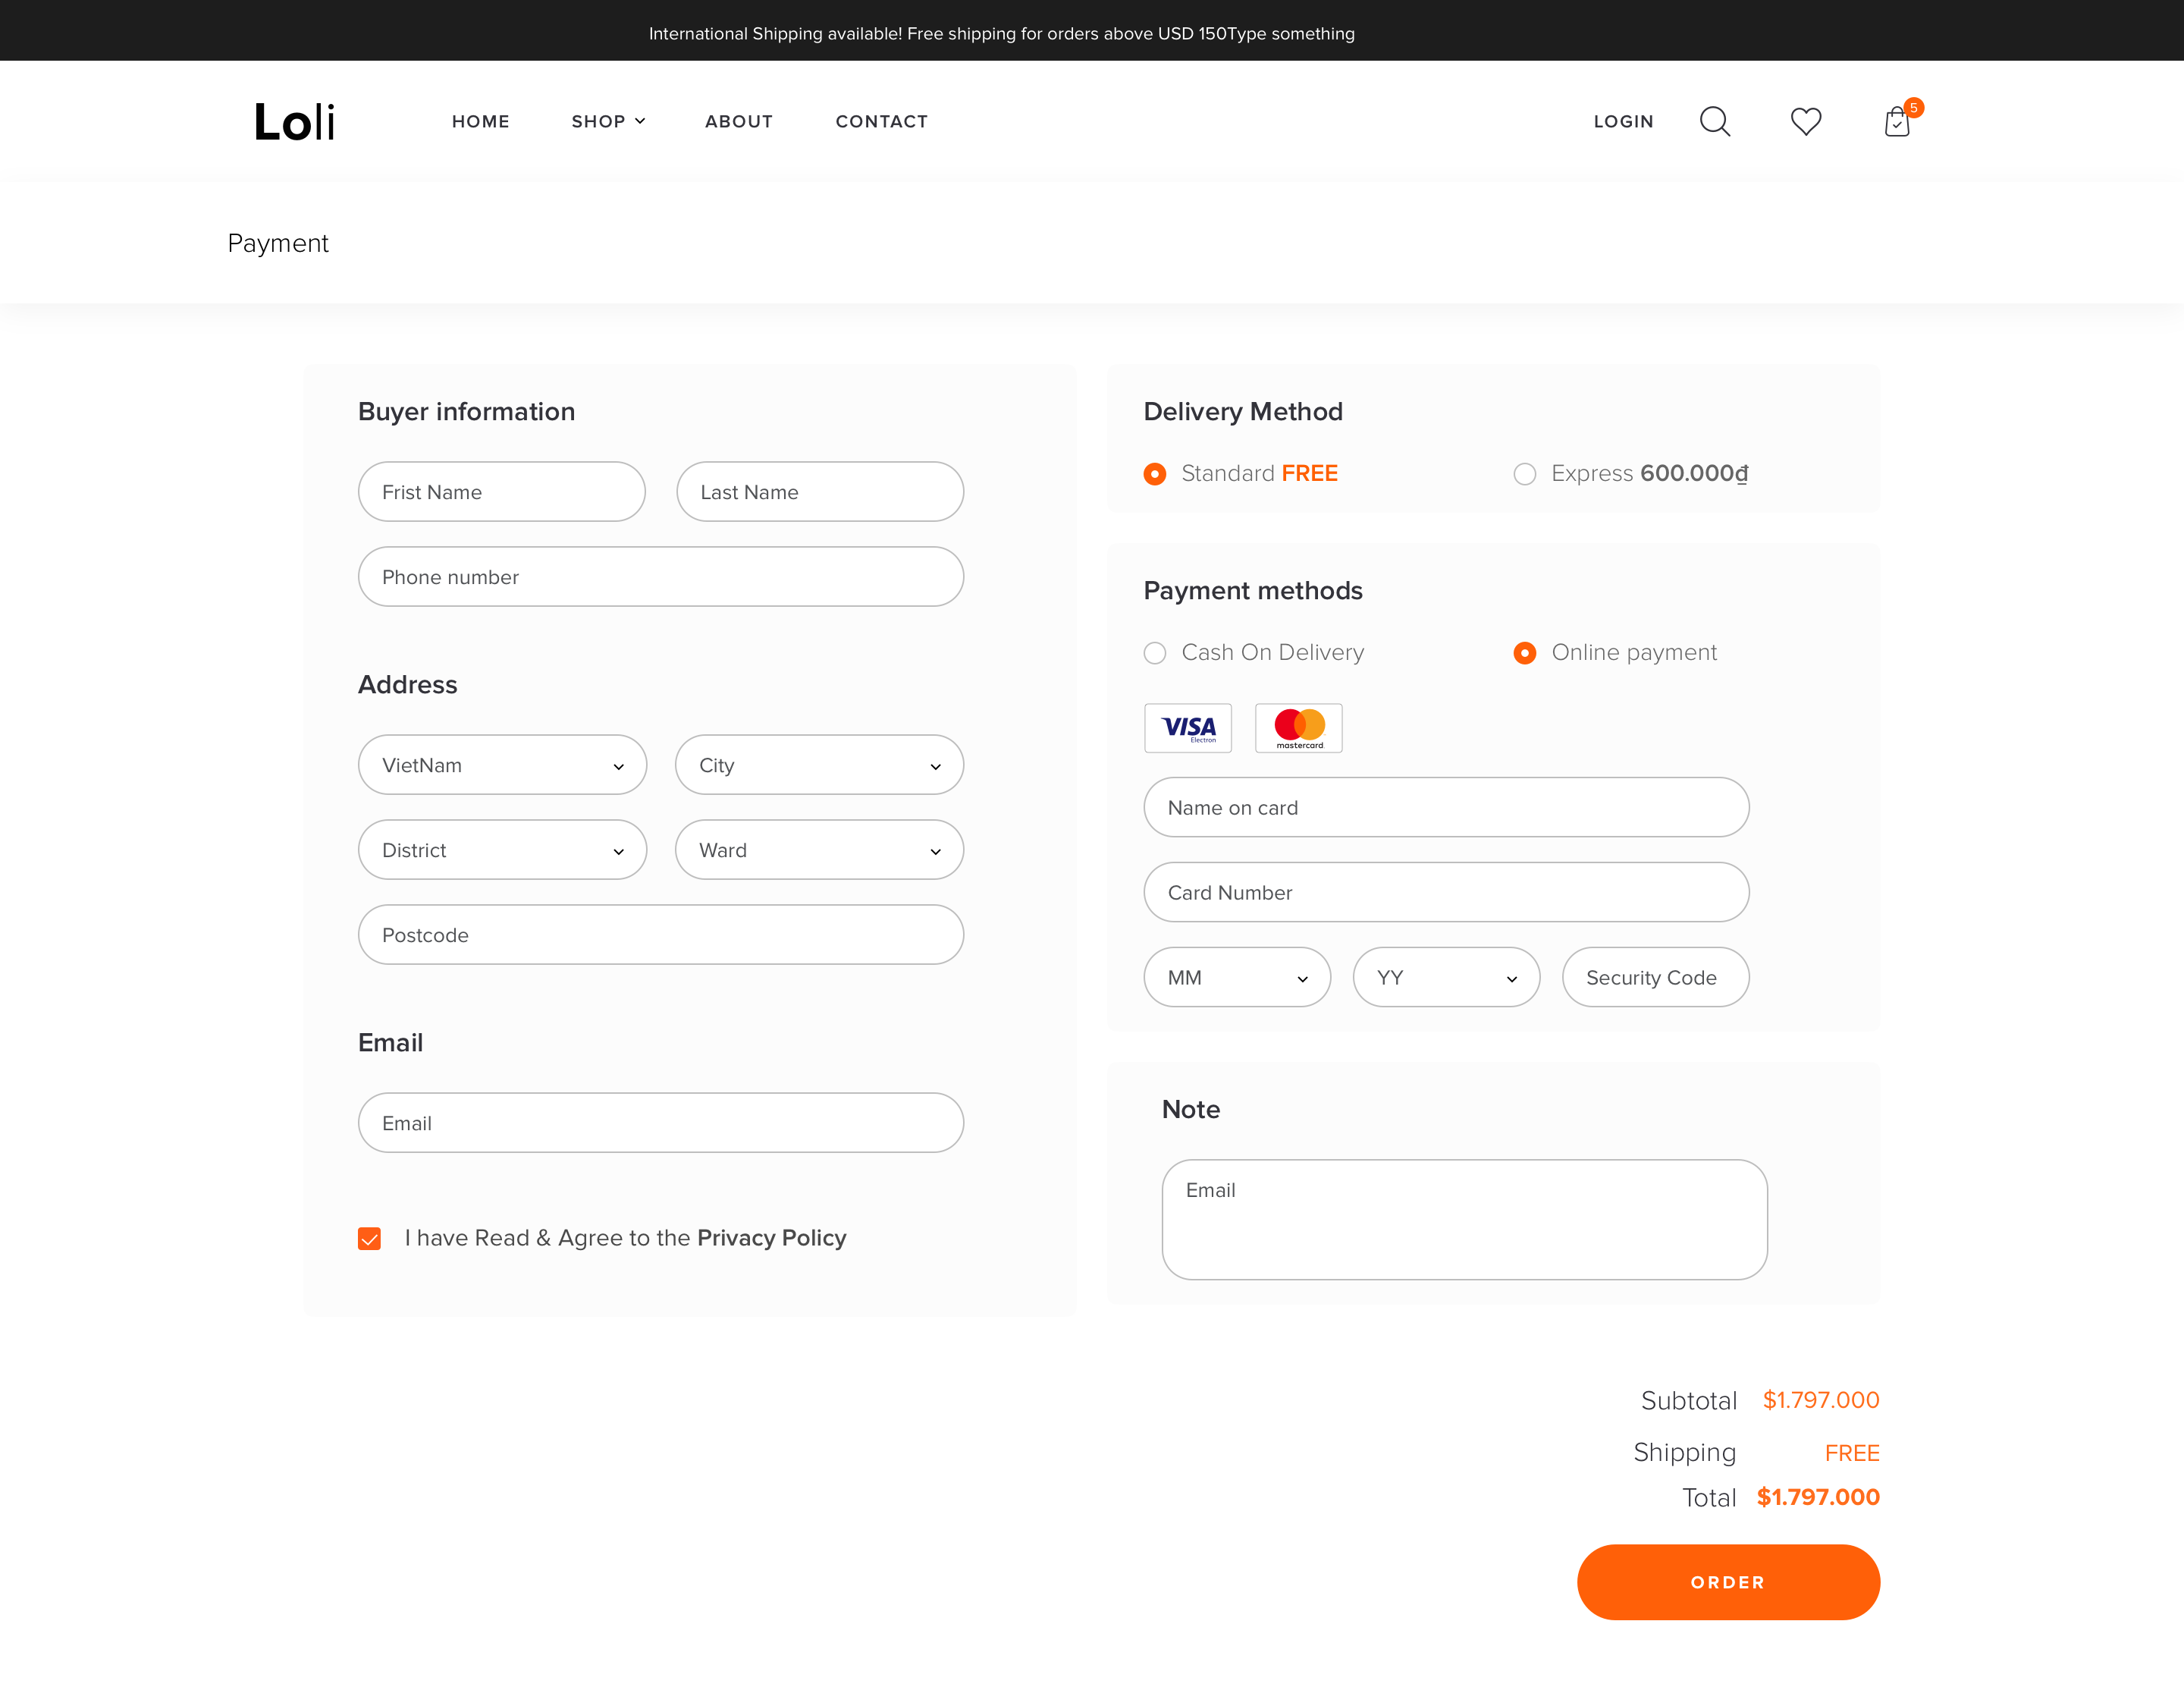 International Shipping available! Free shipping for orders above USD 150Type something
Loli
HOME SHOP ABOUT CONTACT LOGIN 5
Payment
Buyer information
Frist Name Last Name
Phone number
Address
VietNam City
District Ward
Postcode
Email
Email
I have Read & Agree to the Privacy Policy
Delivery Method
Standard FREE Express 600.000₫
Payment methods
Cash On Delivery Online payment
VISA
Electron
mastercard.
Name on card
Card Number
MM YY Security Code
Note
Email
Subtotal $1.797.000
Shipping FREE
Total $1.797.000
ORDER